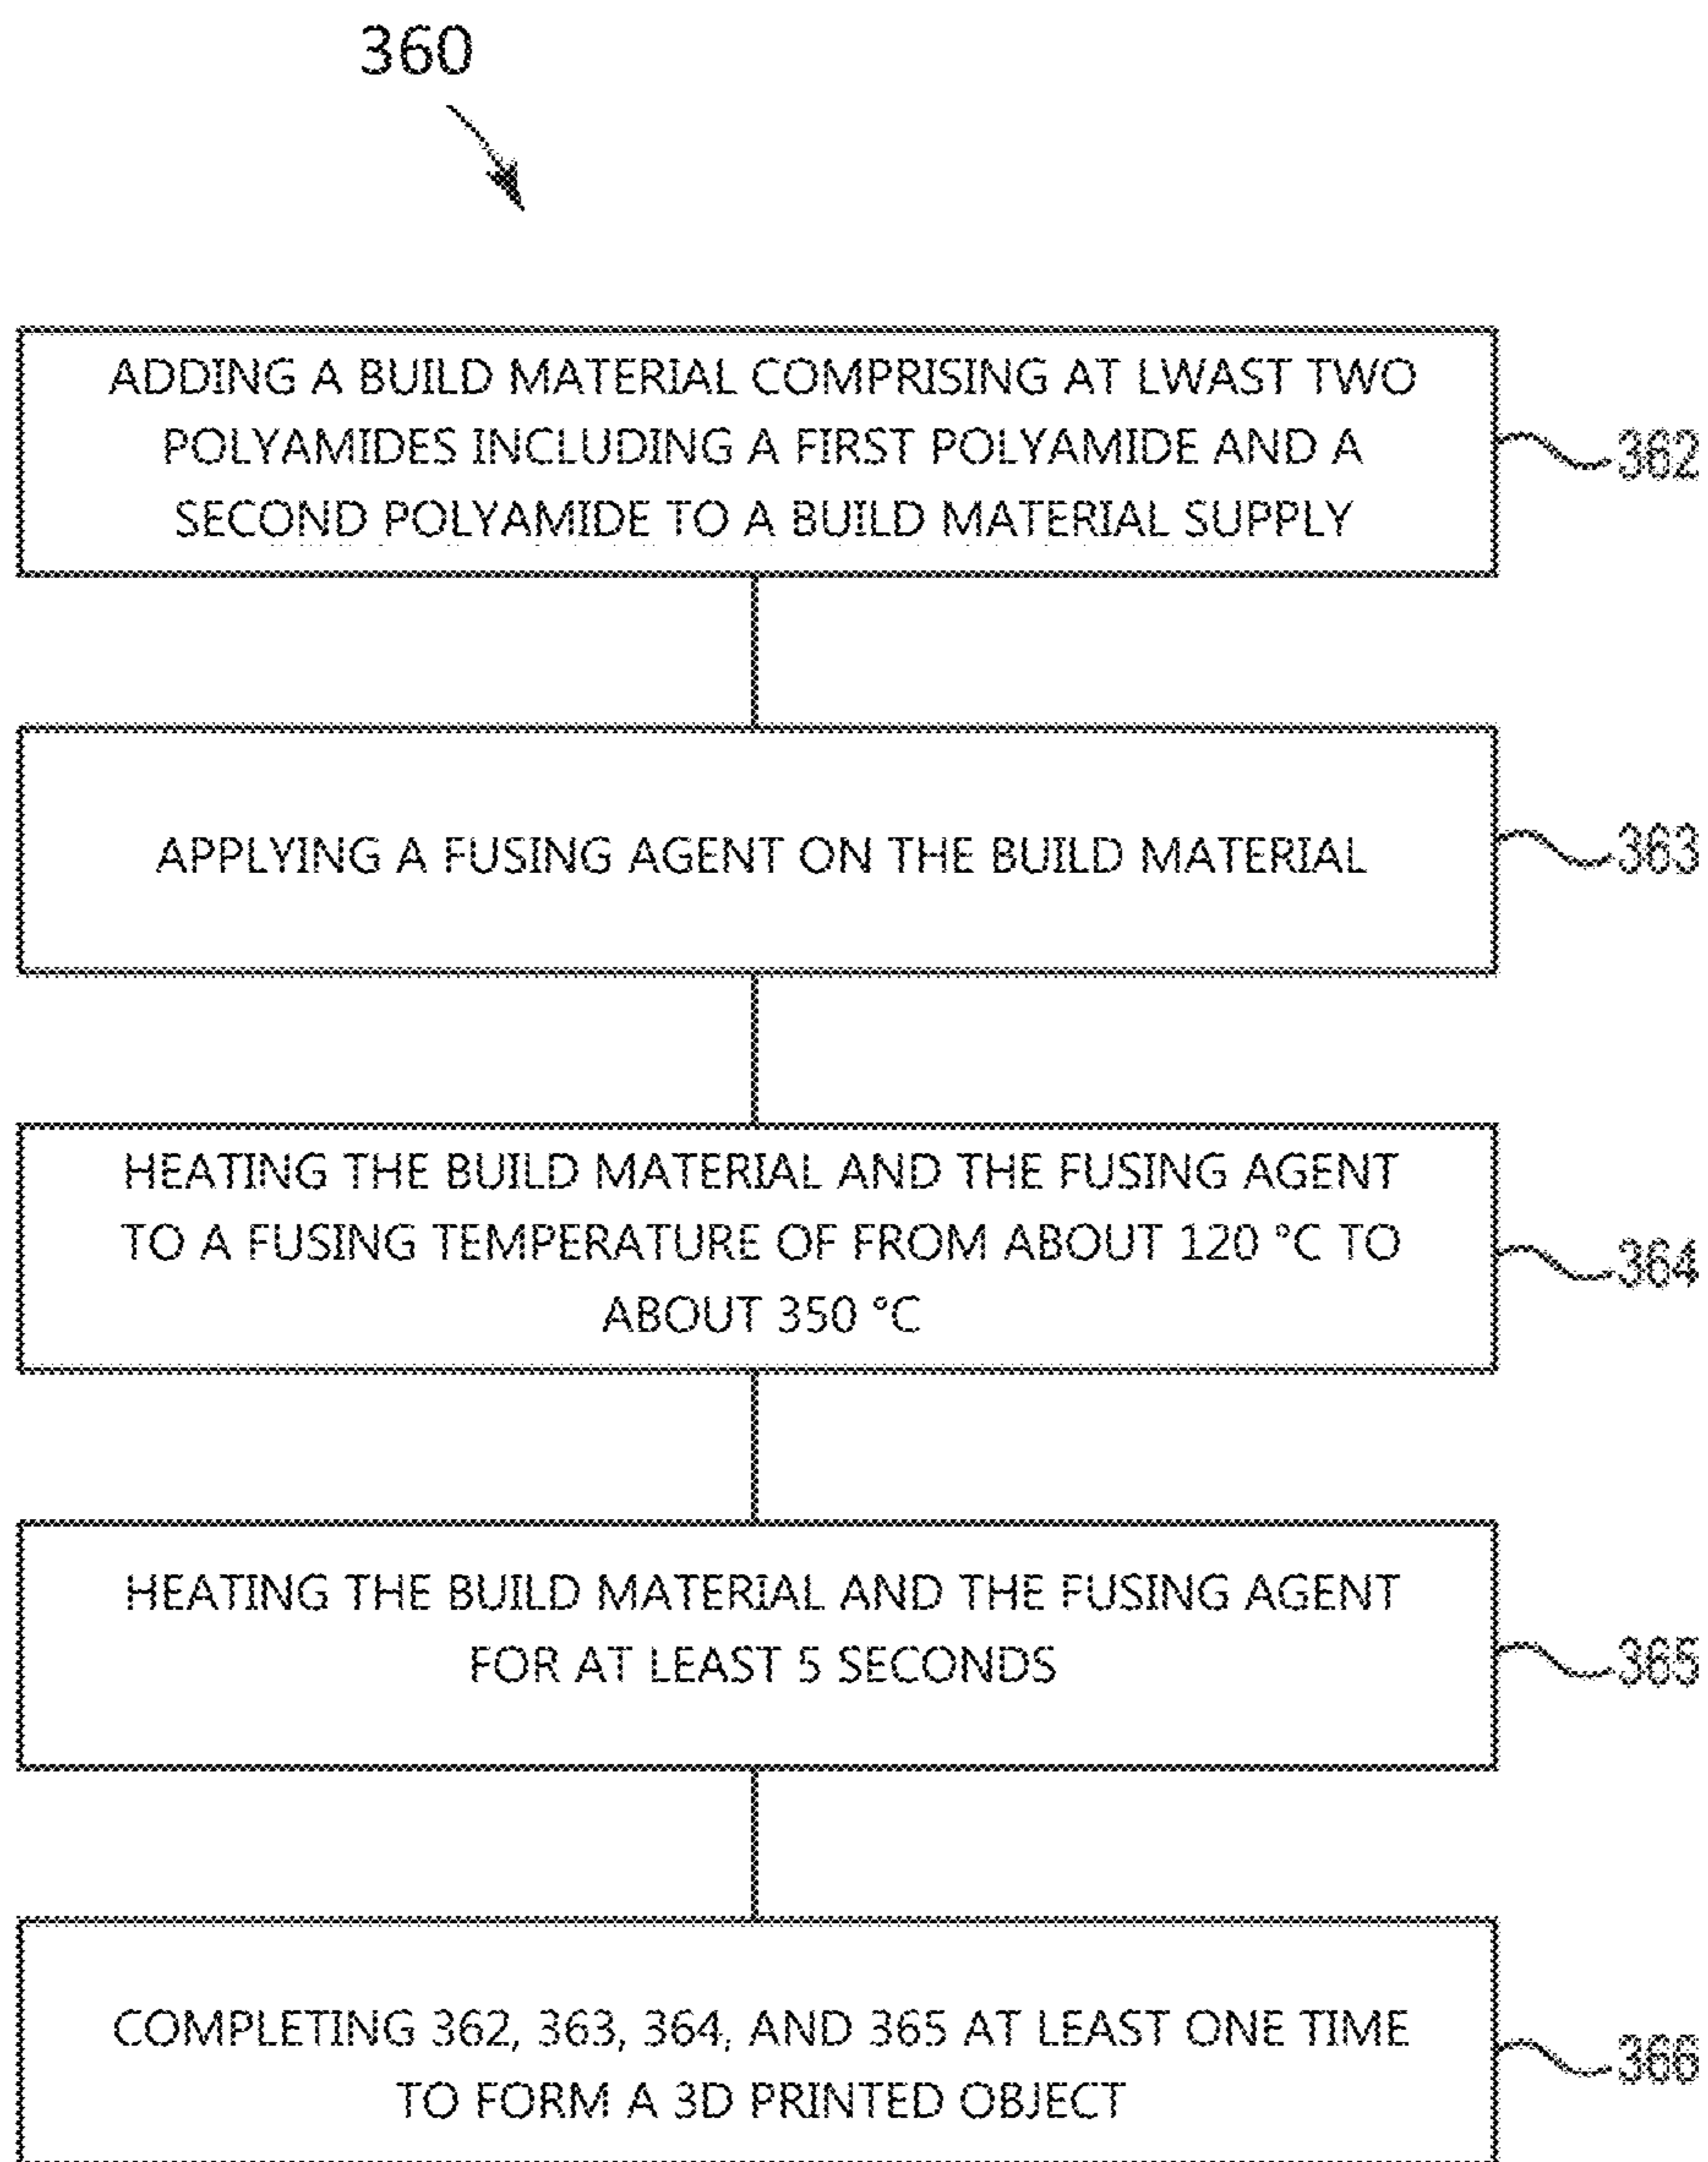 360
ADDING A BUILD MATERIAL COMPRISING AT LWAST TWO
POLYAMIDES INCLUDING A FIRST POLYAMIDE AND A
SECOND POLYAMIDE TO A BUILD MATERIAL SUPPLY
362
APPLYING A FUSING AGENT ON THE BUILD MATERIAL
363
HEATING THE BUILD MATERIAL AND THE FUSING AGENT
TO A FUSING TEMPERATURE OF FROM ABOUT 120 °C TO
ABOUT 350 °C
364
HEATING THE BUILD MATERIAL AND THE FUSING AGENT
FOR AT LEAST 5 SECONDS
365
COMPLETING 362, 363, 364, AND 365 AT LEAST ONE TIME
TO FORM A 3D PRINTED OBJECT
366